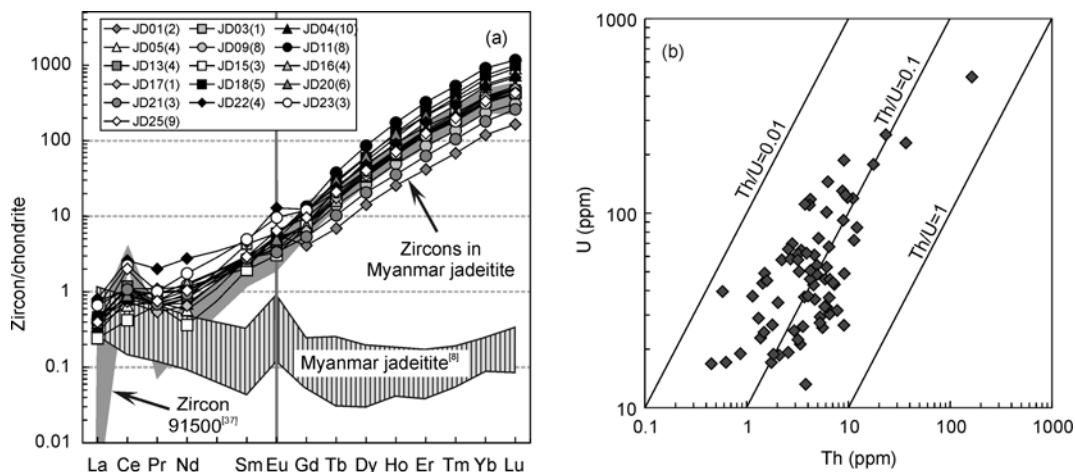 (a)
JD01(2) JD03(1) JD04(10)
JD05(4) JD09(8) JD11(8)
JD13(4) JD15(3) JD16(4)
JD17(1) JD18(5) JD20(6)
JD21(3) JD22(4) JD23(3)
JD25(9)
Zircon/chondrite
1000
100
10
1
0.1
0.01
Zircons in
Myanmar jadeitite
Myanmar jadeitite[8]
Zircon
91500[37]
La Ce Pr Nd Sm Eu Gd Tb Dy Ho Er Tm Yb Lu
(b)
U (ppm)
1000
100
10
Th/U=0.01
Th/U=0.1
Th/U=1
0.1 1 10 100 1000
Th (ppm)